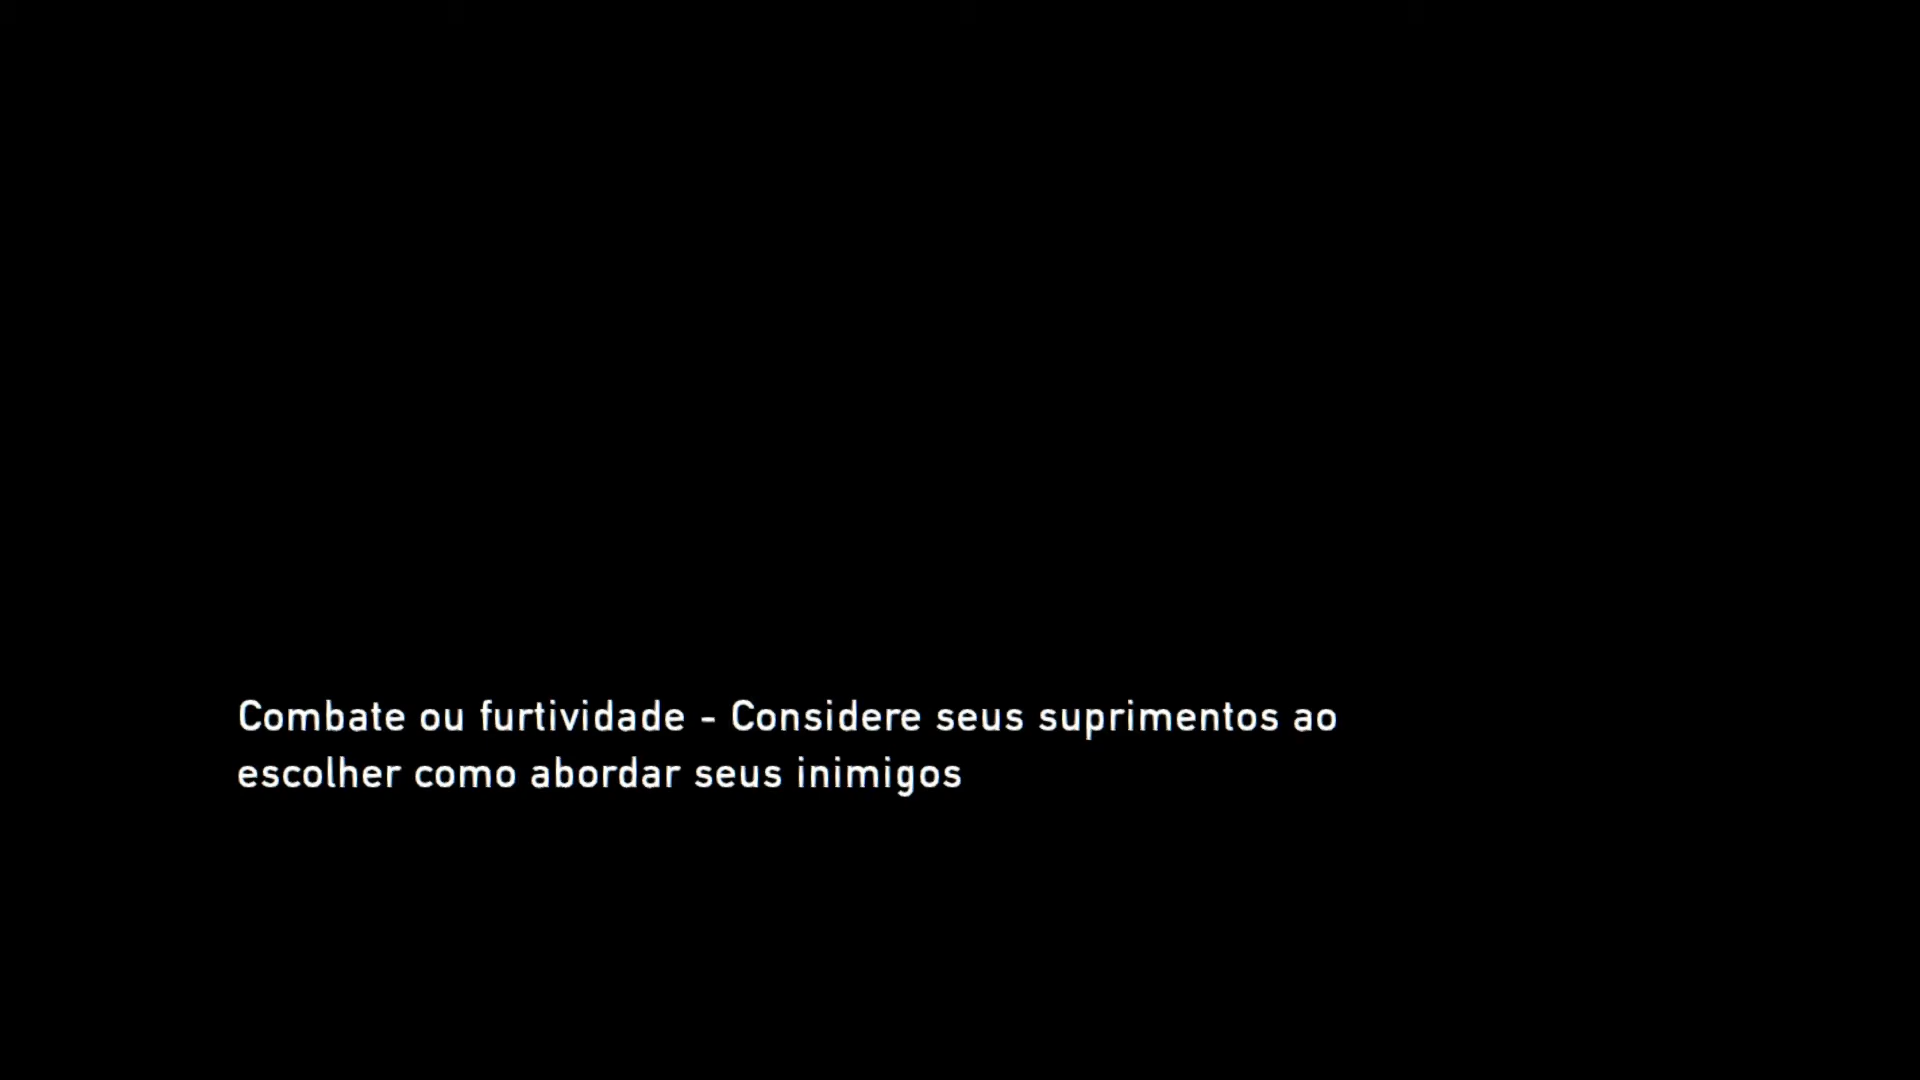 Combate ou furtividade - Considere seus suprimentos ao
escolher como abordar seus inimigos